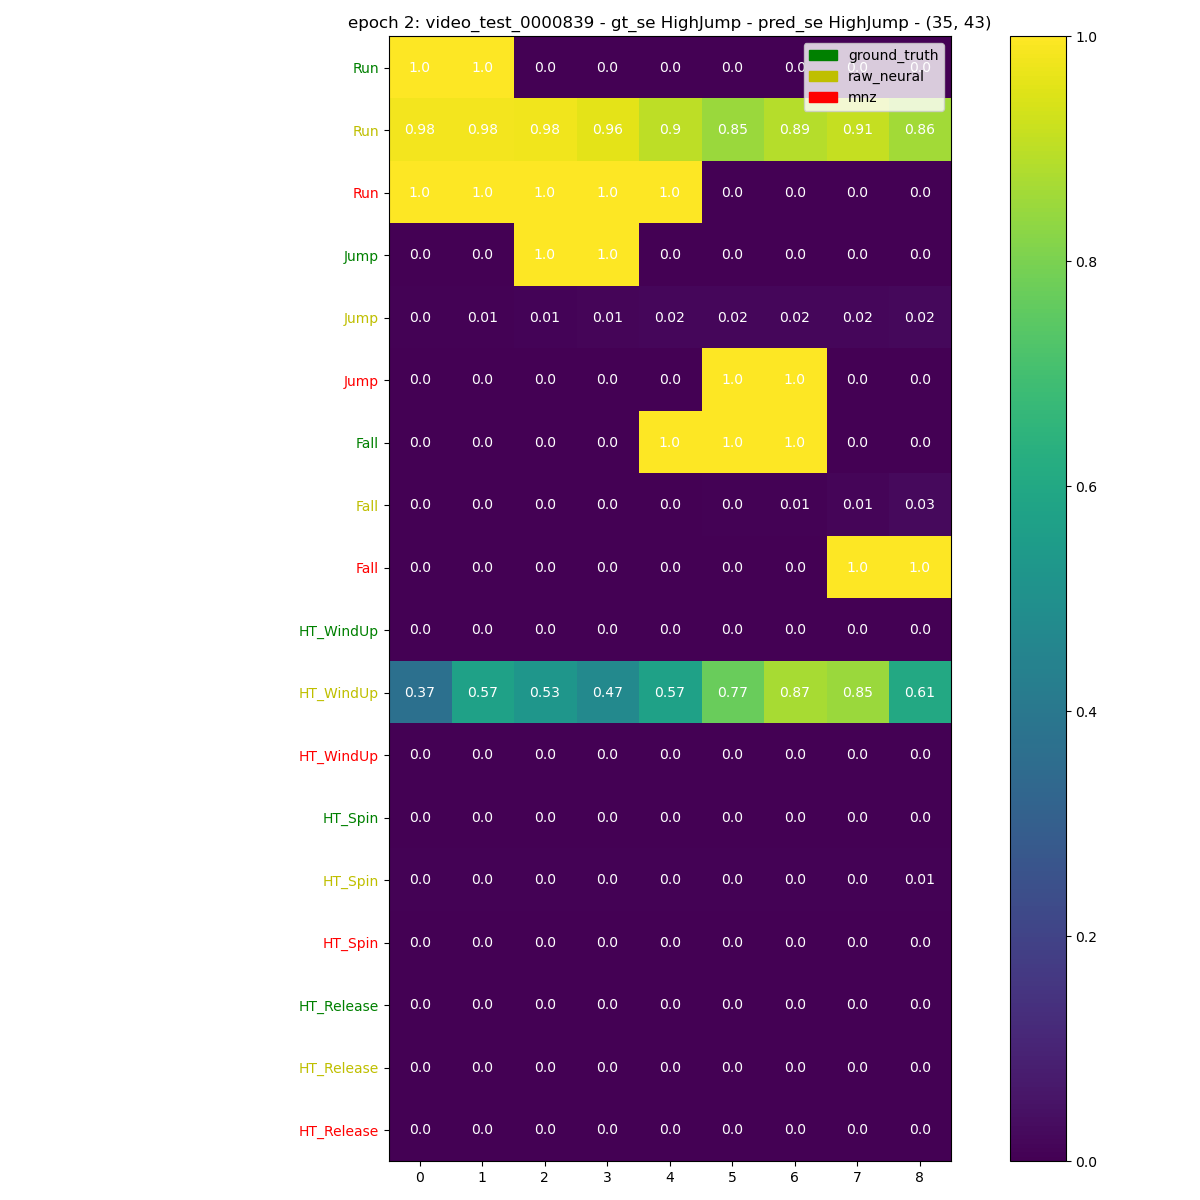 epoch 2: video_test_0000839 - gt_se HighJump - pred_se HighJump - (35, 43)
ground_truth
raw_neural
mnz
Run 1.0 1.0 0.0 0.0 0.0 0.0 0.0 0.0 0.0
Run 0.98 0.98 0.98 0.96 0.9 0.85 0.89 0.91 0.86
Run 1.0 1.0 1.0 1.0 1.0 0.0 0.0 0.0 0.0
Jump 0.0 0.0 1.0 1.0 0.0 0.0 0.0 0.0 0.0
Jump 0.0 0.01 0.01 0.01 0.02 0.02 0.02 0.02 0.02
Jump 0.0 0.0 0.0 0.0 0.0 1.0 1.0 0.0 0.0
Fall 0.0 0.0 0.0 0.0 1.0 1.0 1.0 0.0 0.0
Fall 0.0 0.0 0.0 0.0 0.0 0.0 0.01 0.01 0.03
Fall 0.0 0.0 0.0 0.0 0.0 0.0 0.0 1.0 1.0
HT_WindUp 0.0 0.0 0.0 0.0 0.0 0.0 0.0 0.0 0.0
HT_WindUp 0.37 0.57 0.53 0.47 0.57 0.77 0.87 0.85 0.61
HT_WindUp 0.0 0.0 0.0 0.0 0.0 0.0 0.0 0.0 0.0
HT_Spin 0.0 0.0 0.0 0.0 0.0 0.0 0.0 0.0 0.0
HT_Spin 0.0 0.0 0.0 0.0 0.0 0.0 0.0 0.0 0.01
HT_Spin 0.0 0.0 0.0 0.0 0.0 0.0 0.0 0.0 0.0
HT_Release 0.0 0.0 0.0 0.0 0.0 0.0 0.0 0.0 0.0
HT_Release 0.0 0.0 0.0 0.0 0.0 0.0 0.0 0.0 0.0
HT_Release 0.0 0.0 0.0 0.0 0.0 0.0 0.0 0.0 0.0
0 1 2 3 4 5 6 7 8
1.0
0.8
0.6
0.4
0.2
0.0